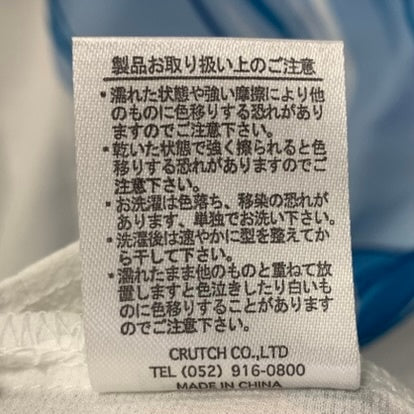 製品お取り扱い上のご注意
・濡れた状態や強い摩擦により他
のものに色移りする恐れがあり
ますのでご注意下さい。
・乾いた状態で強く擦られると色
移りする恐れがありますのでご
注意下さい。
・お洗濯は色落ち、移染の恐れが
あります、単独でお洗い下さい。
・洗濯後は速やかに型を整えてか
ら干して下さい。
・濡れたまま他のものと重ねて放
置しますと色泣きしたり白いも
のに色移りすることがあります
のでご注意下さい。
CRUTCH CO.,LTD
TEL (052) 916-0800
MADE IN CHINA